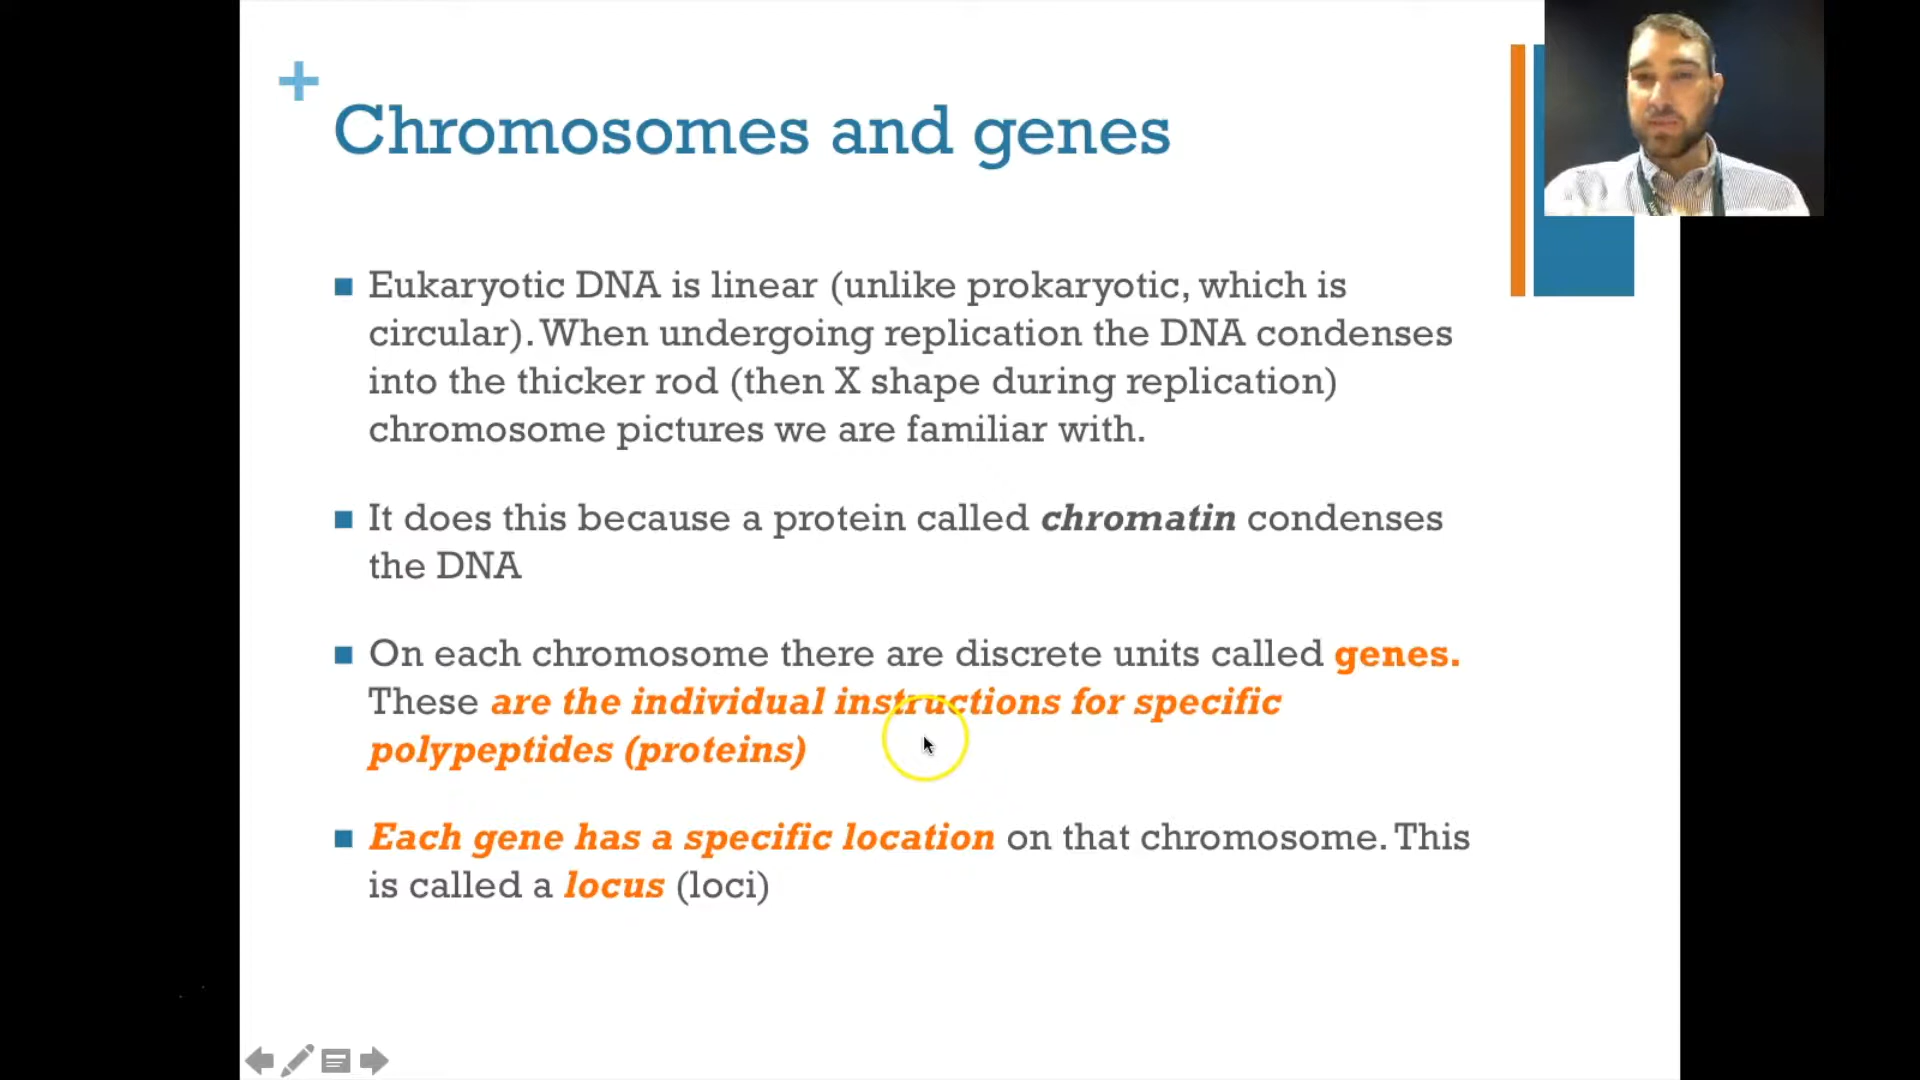 +
Chromosomes and genes
Eukaryotic DNA is linear (unlike prokaryotic, which is
circular). When undergoing replication the DNA condenses
into the thicker rod (then X shape during replication)
chromosome pictures we are familiar with.
It does this because a protein called chromatin condenses
the DNA
On each chromosome there are discrete units called genes.
These are the individual instructions for specific
polypeptides (proteins)
Each gene has a specific location on that chromosome. This
is called a locus (loci)